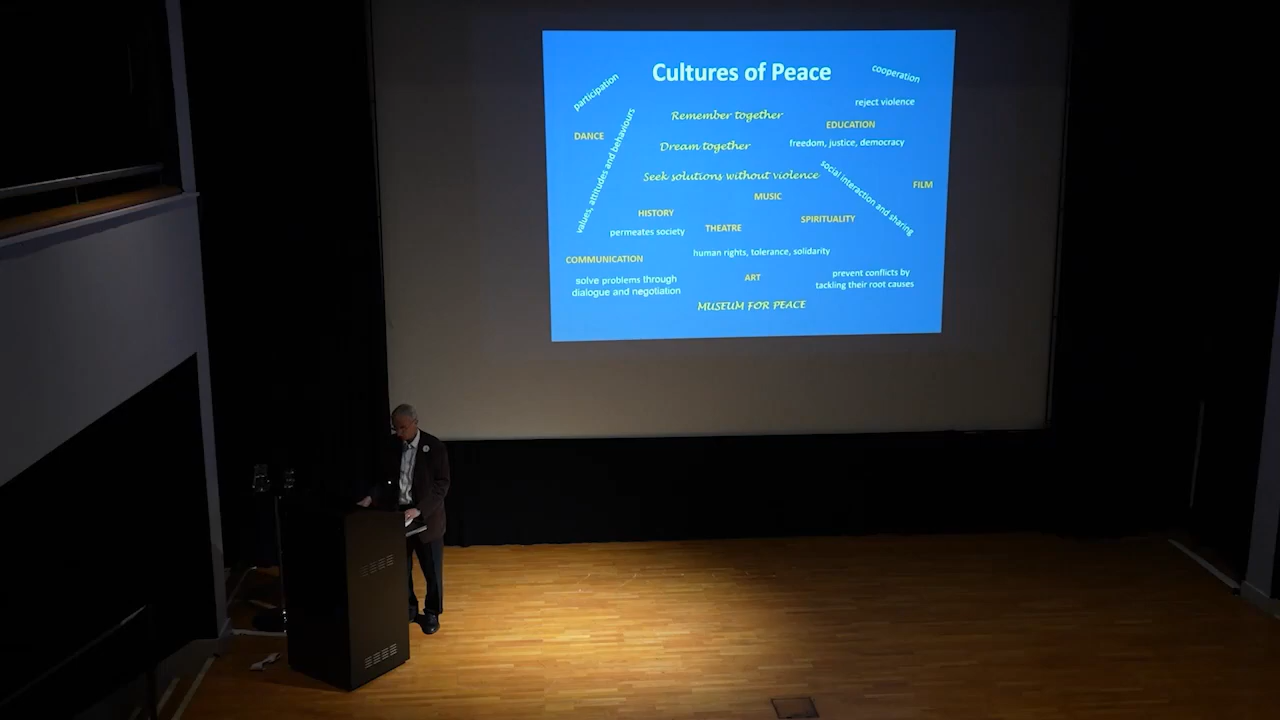 Cultures of Peace
cooperation
participation
reject violence
Remember together
EDUCATION
DANCE
values, attitudes and behaviours
Dream together
freedom, justice, democracy
Seek solutions without violence
social interaction and sharing
FILM
MUSIC
HISTORY
SPIRITUALITY
THEATRE
permeates society
human rights, tolerance, solidarity
COMMUNICATION
solve problems through
dialogue and negotiation
ART
prevent conflicts by
tackling their root causes
MUSEUM FOR PEACE